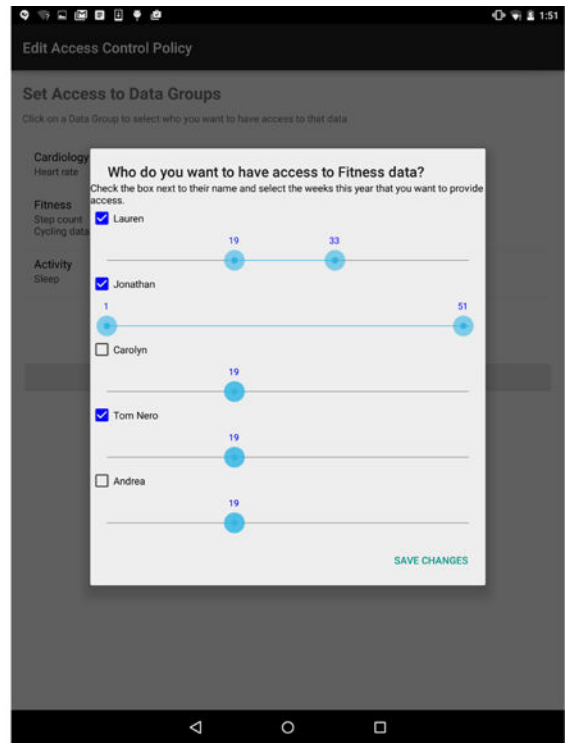 1:51
Edit Access Control Policy
Set Access to Data Groups
Click on a Data Group to select who you want to have access to that data
Cardiology
Heart rate
Fitness
Step count
Cycling data
Activity
Sleep
Who do you want to have access to Fitness data?
Check the box next to their name and select the weeks this year that you want to provide
access.
Lauren
19 33
Jonathan
1 51
Carolyn
19
Tom Nero
19
Andrea
19
SAVE CHANGES